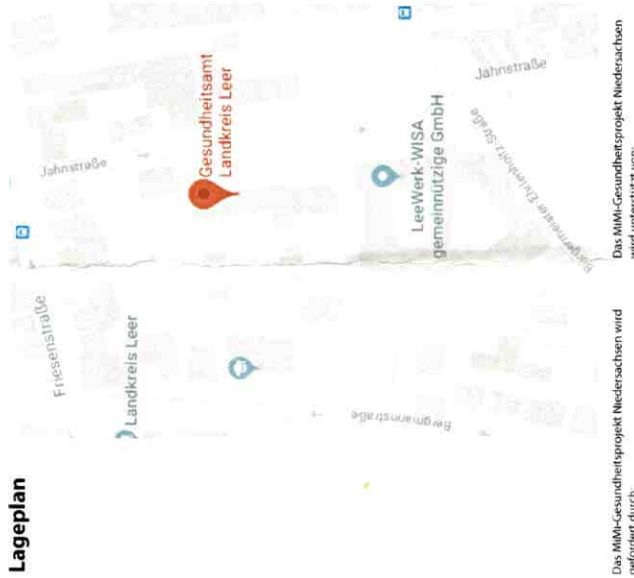 Lageplan
Friesenstraße
Landkreis Leer
Bergmannstraße
Jahnstraße
Gesundheitsamt
Landkreis Leer
LeeWerk-WISA
gemeinnützige GmbH
Jahnstraße
Bürgermeister-Ehrlenholtz-Straße
Das MiMi-Gesundheitsprojekt Niedersachsen wird
gefördert durch:
Das MiMi-Gesundheitsprojekt Niedersachsen
wird unterstützt von: